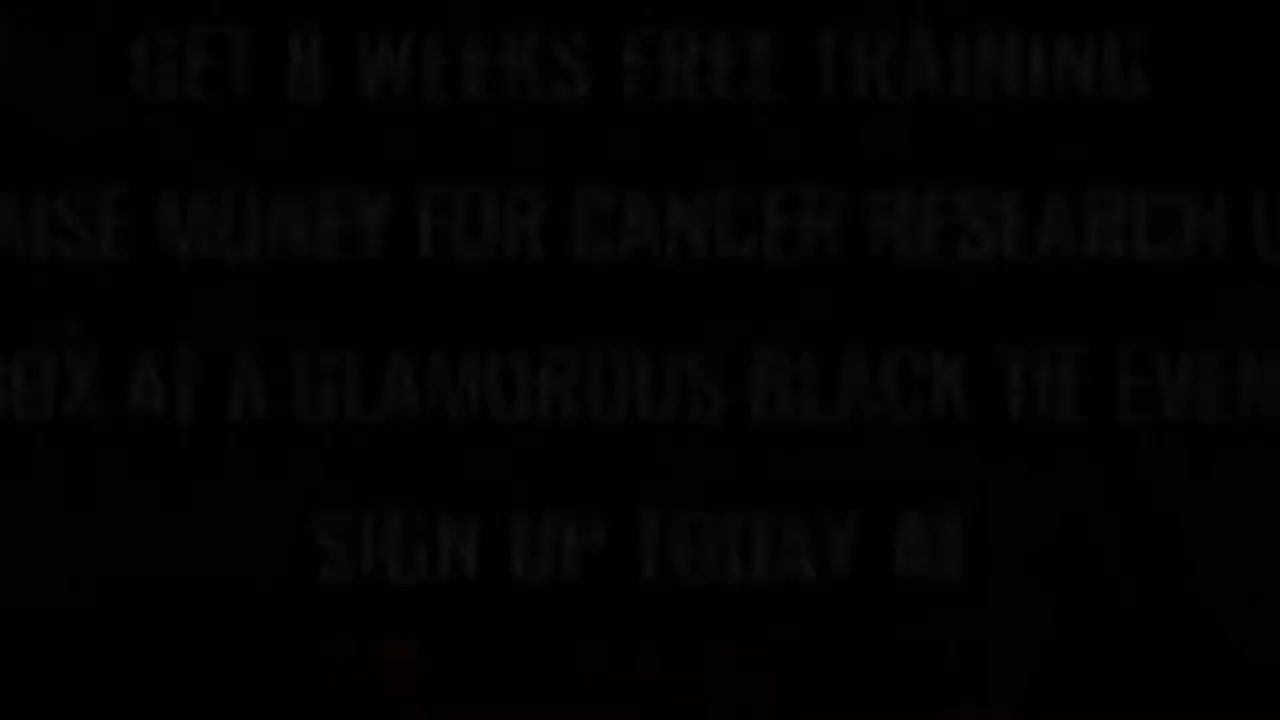 GET 8 WEEKS FREE TRAINING
AISE MONEY FOR CANCER RESEARCH U
OX AT A GLAMOROUS BLACK TIE EVEN
SIGN UP TODAY AT